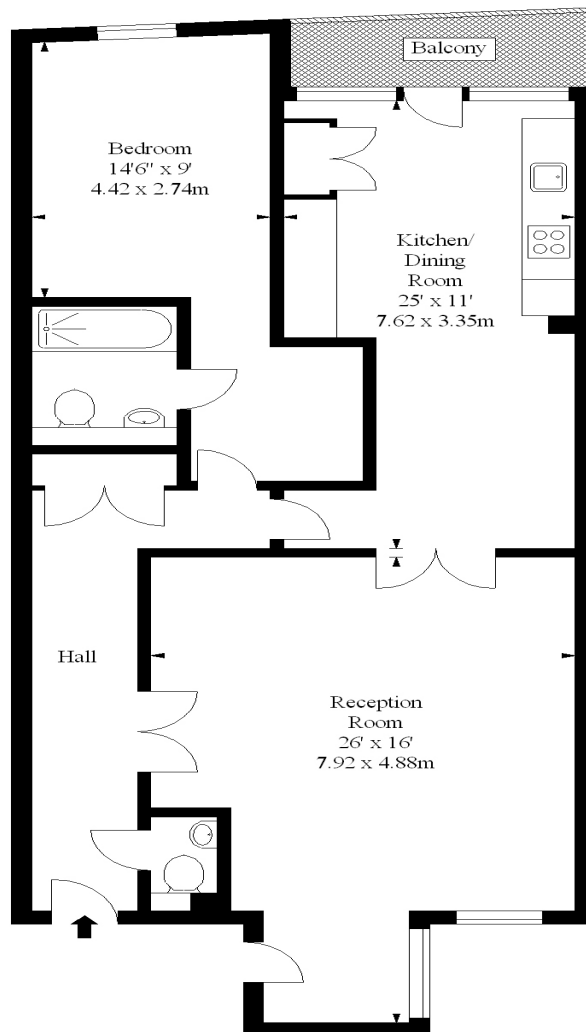 Balcony
Bedroom
14'6" x 9'
4.42 x 2.74m
Kitchen/
Dining
Room
25' x 11'
7.62 x 3.35m
Hall
Reception
Room
26' x 16'
7.92 x 4.88m